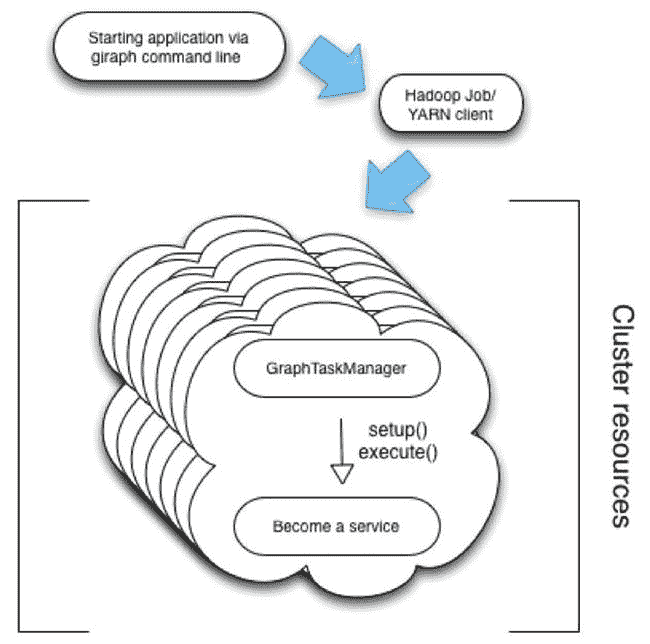 Starting application via
giraph command line
Hadoop Job/
YARN client
GraphTaskManager
setup()
execute()
Become a service
Cluster resources